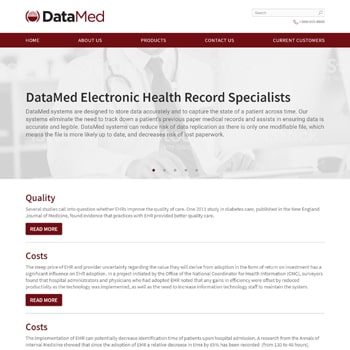 DataMed
Search
HOME
ABOUT US
PRODUCTS
CONTACT US
CURRENT CUSTOMERS
DataMed Electronic Health Record Specialists
DataMed systems are designed to store data accurately and to capture the state of a patient across time. Our
systems eliminate the need to track down a patient's previous paper medical records and assists in ensuring data is
accurate and legible. DataMed systems can reduce risk of data replication as there is only one modifiable file, which
means the file is more likely up to date, and decreases risk of lost paperwork.
Quality
Several studies call into question whether EHRs improve the quality of care. One 2011 study in diabetes care, published in the New England
Journal of Medicine, found evidence that practices with EHR provided better quality care.
READ MORE
Costs
The steep price of EHR and provider uncertainty regarding the value they will derive from adoption in the form of return on investment has a
significant influence on EHR adoption. In a project initiated by the Office of the National Coordinator for Health Information (ONC), surveyors
found that hospital administrators and physicians who had adopted EHR noted that any gains in efficiency were offset by reduced
productivity as the technology was implemented, as well as the need to increase information technology staff to maintain the system.
READ MORE
Costs
The implementation of EMR can potentially decrease identification time of patients upon hospital admission. A research from the Annals of
Internal Medicine showed that since the adoption of EMR a relative decrease in time by 65% has been recorded (from 130 to 46 hours).